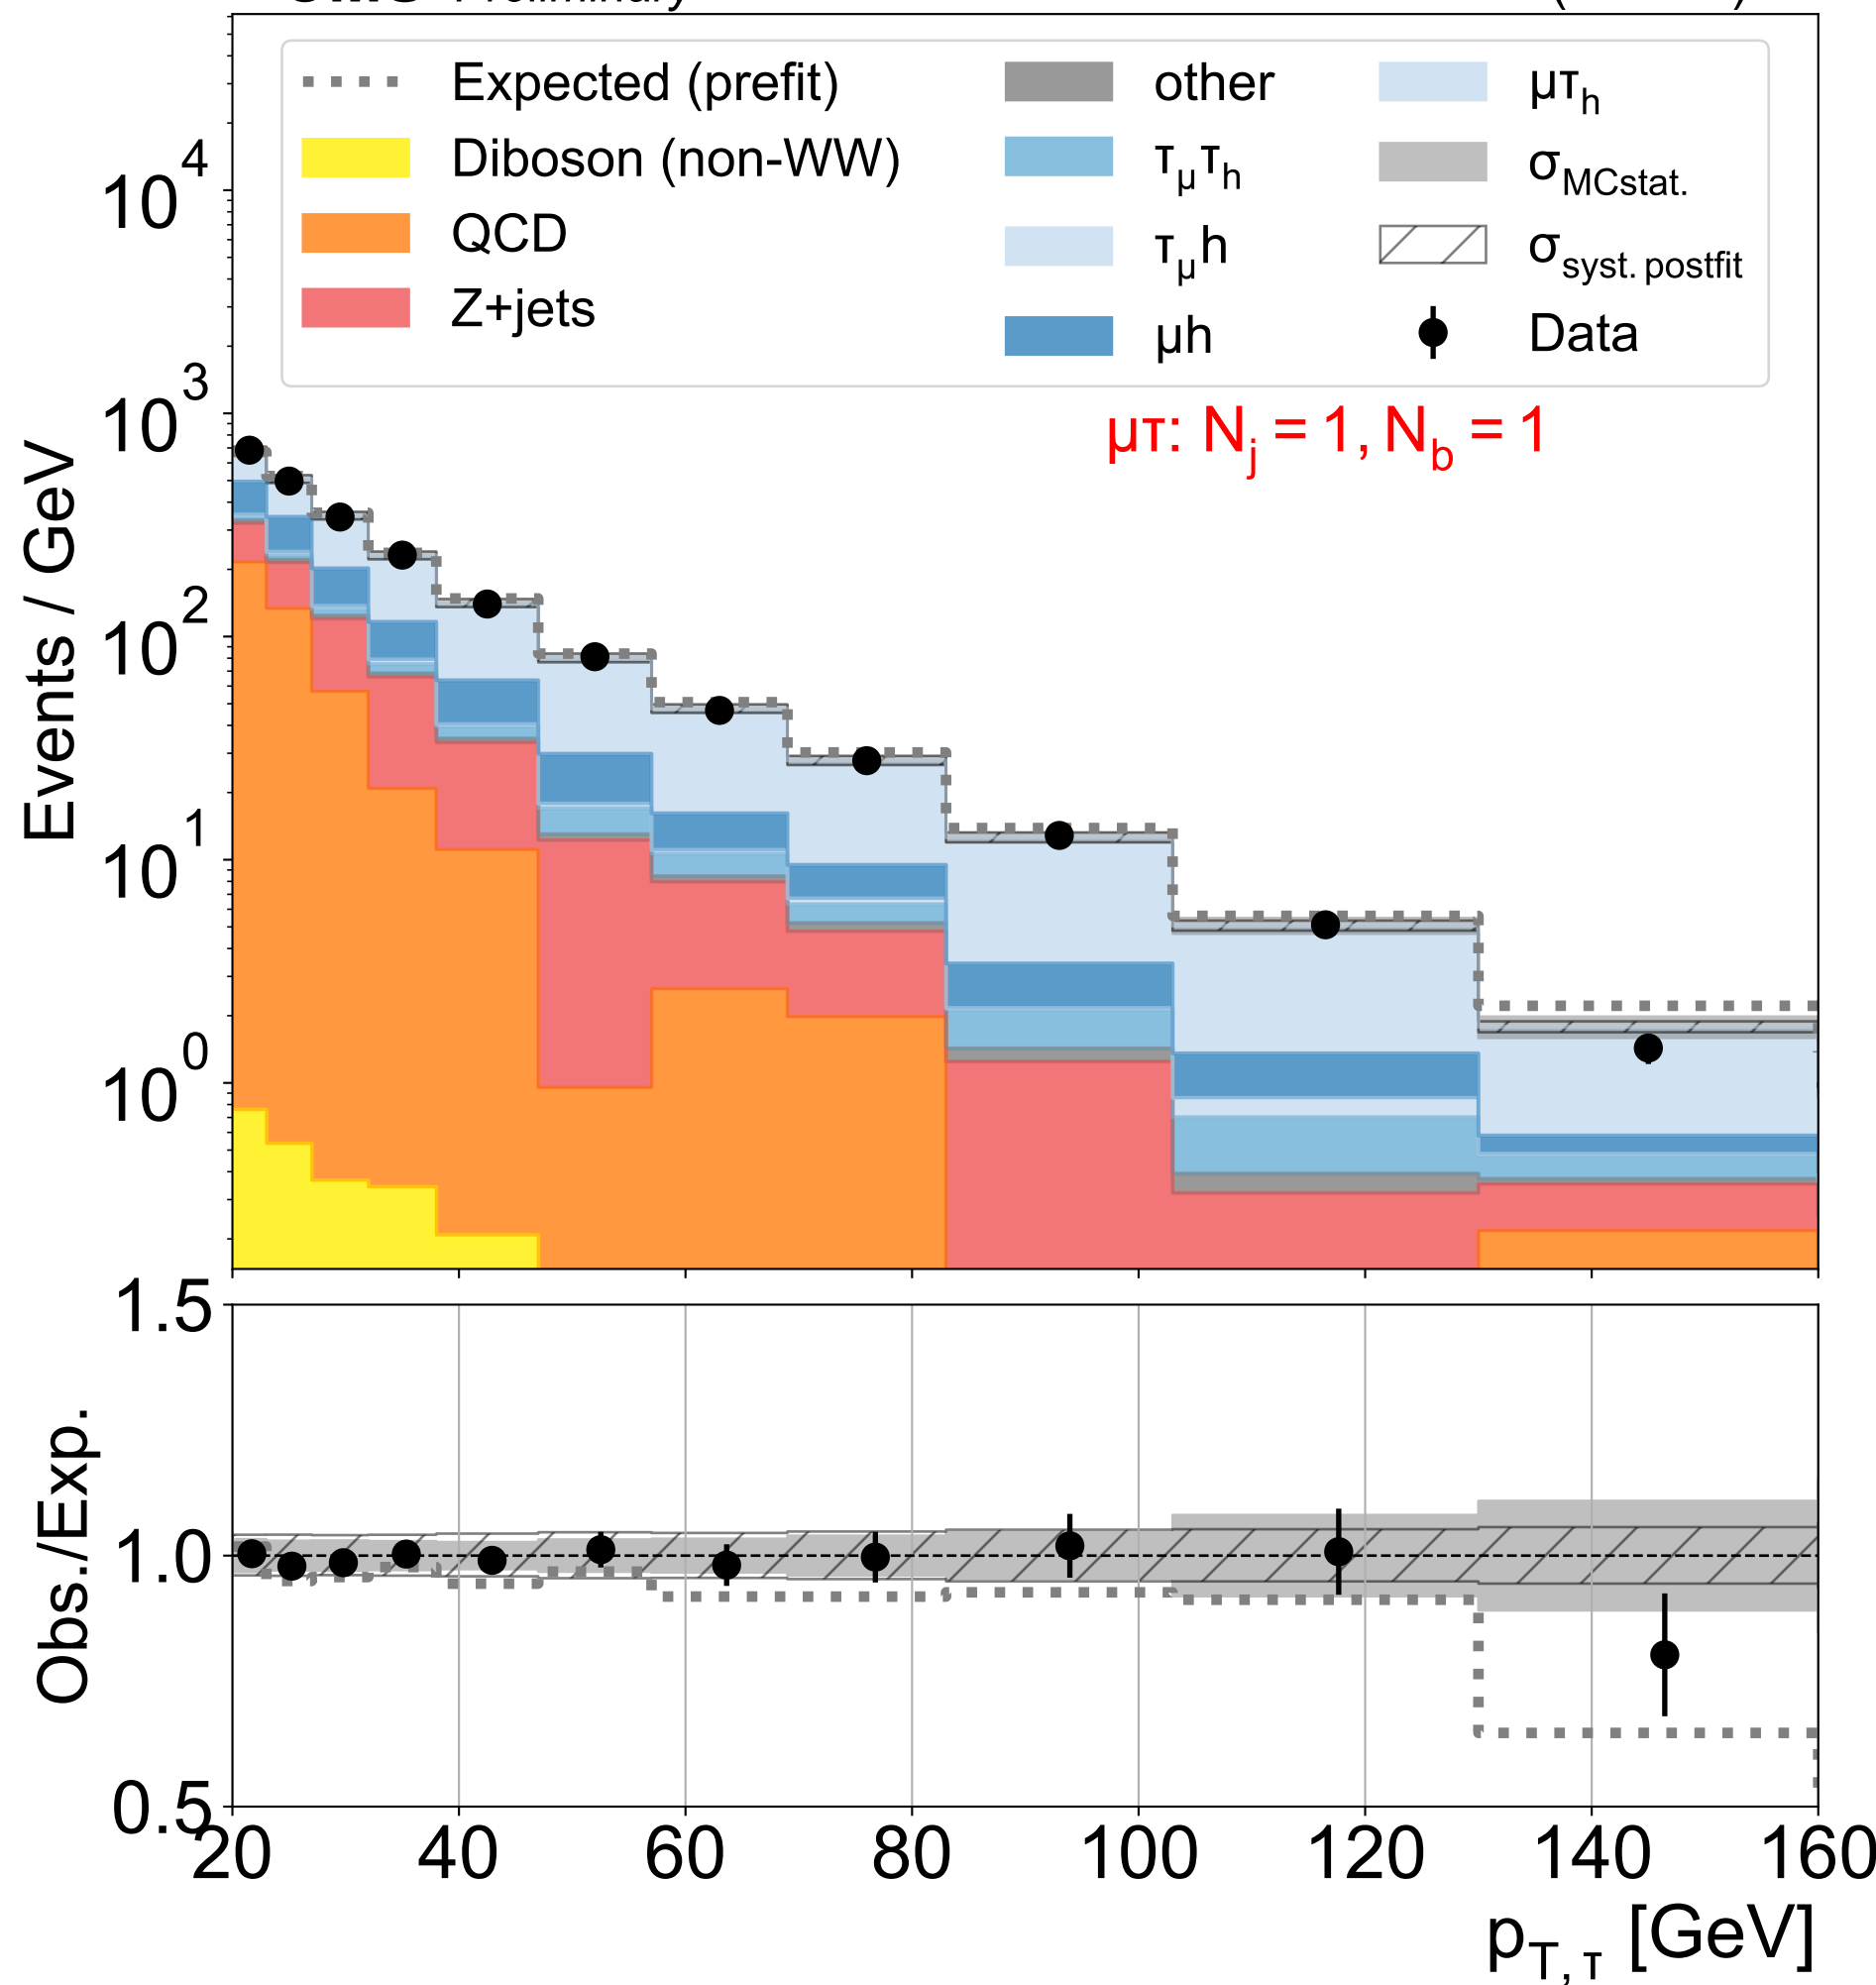 Preliminary
Expected (prefit)
Diboson (non-WW)
QCD
Z+jets
other
τμτh
τμh
μh
μτh
σMCstat.
σsyst. postfit
Data
μτ: Nj = 1, Nb = 1
Events / GeV
10^4
10^3
10^2
10^1
10^0
Obs./Exp.
1.5
1.0
0.5
20 40 60 80 100 120 140 160
pT, τ [GeV]